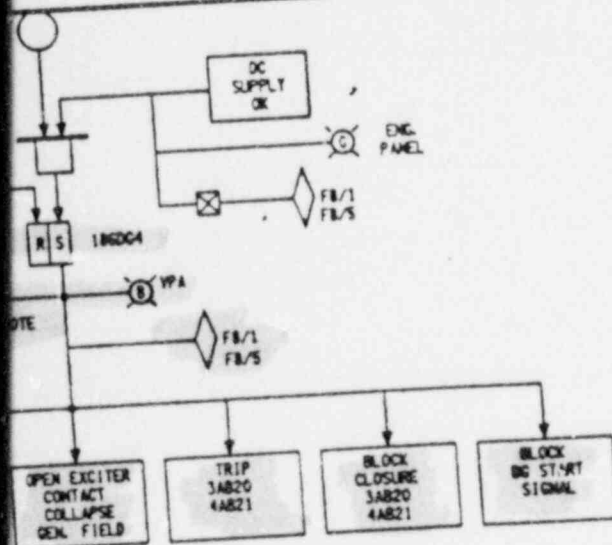 DC
SUPPLY
OK
C
ENG.
PANEL
FB/1
FB/5
R S 186DG4
B VPA
OTE
FB/1
FB/5
OPEN EXCITER
CONTACT
COLLAPSE
GEN. FIELD
TRIP
3AB20
4AB21
BLOCK
CLOSURE
3AB20
4AB21
BLOCK
DG START
SIGNAL